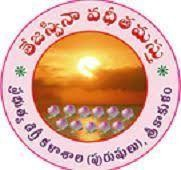 తేజస్వినా వధీతమస్తు
ప్రభుత్వ డిగ్రీ కళాశాల (పురుషులు), శ్రీకాకుళం